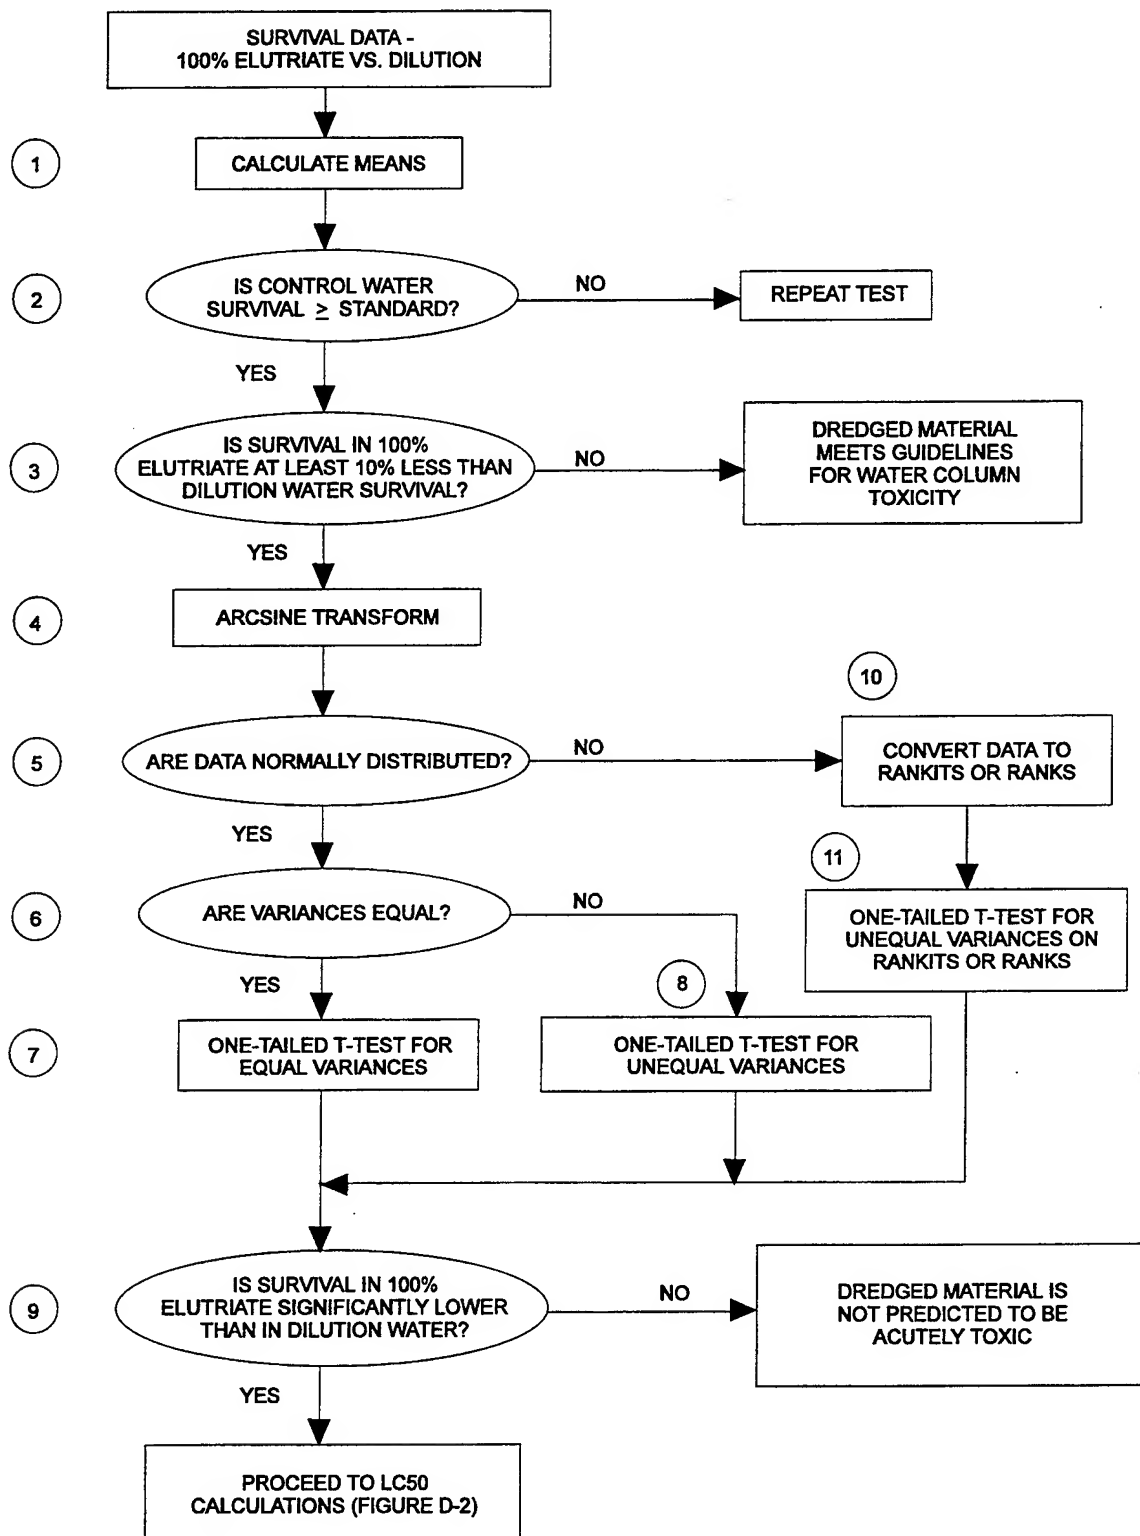 SURVIVAL DATA -
100% ELUTRIATE VS. DILUTION
1
CALCULATE MEANS
2
IS CONTROL WATER
SURVIVAL ≥ STANDARD?
NO
REPEAT TEST
YES
3
IS SURVIVAL IN 100%
ELUTRIATE AT LEAST 10% LESS THAN
DILUTION WATER SURVIVAL?
NO
DREDGED MATERIAL
MEETS GUIDELINES
FOR WATER COLUMN
TOXICITY
YES
4
ARCSINE TRANSFORM
5
ARE DATA NORMALLY DISTRIBUTED?
NO
10
CONVERT DATA TO
RANKITS OR RANKS
YES
11
ONE-TAILED T-TEST FOR
UNEQUAL VARIANCES ON
RANKITS OR RANKS
6
ARE VARIANCES EQUAL?
NO
YES
8
ONE-TAILED T-TEST FOR
UNEQUAL VARIANCES
7
ONE-TAILED T-TEST FOR
EQUAL VARIANCES
9
IS SURVIVAL IN 100%
ELUTRIATE SIGNIFICANTLY LOWER
THAN IN DILUTION WATER?
NO
DREDGED MATERIAL IS
NOT PREDICTED TO BE
ACUTELY TOXIC
YES
PROCEED TO LC50
CALCULATIONS (FIGURE D-2)